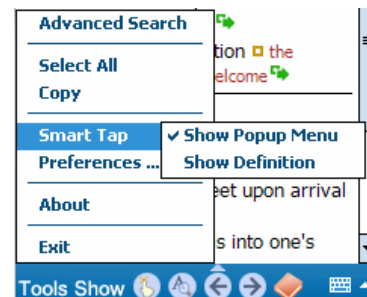 Advanced Search
Select All
Copy
Smart Tap
Preferences ...
About
Exit
✓ Show Popup Menu
Show Definition
tion the
elcome
eet upon arrival
s into one's
Tools Show